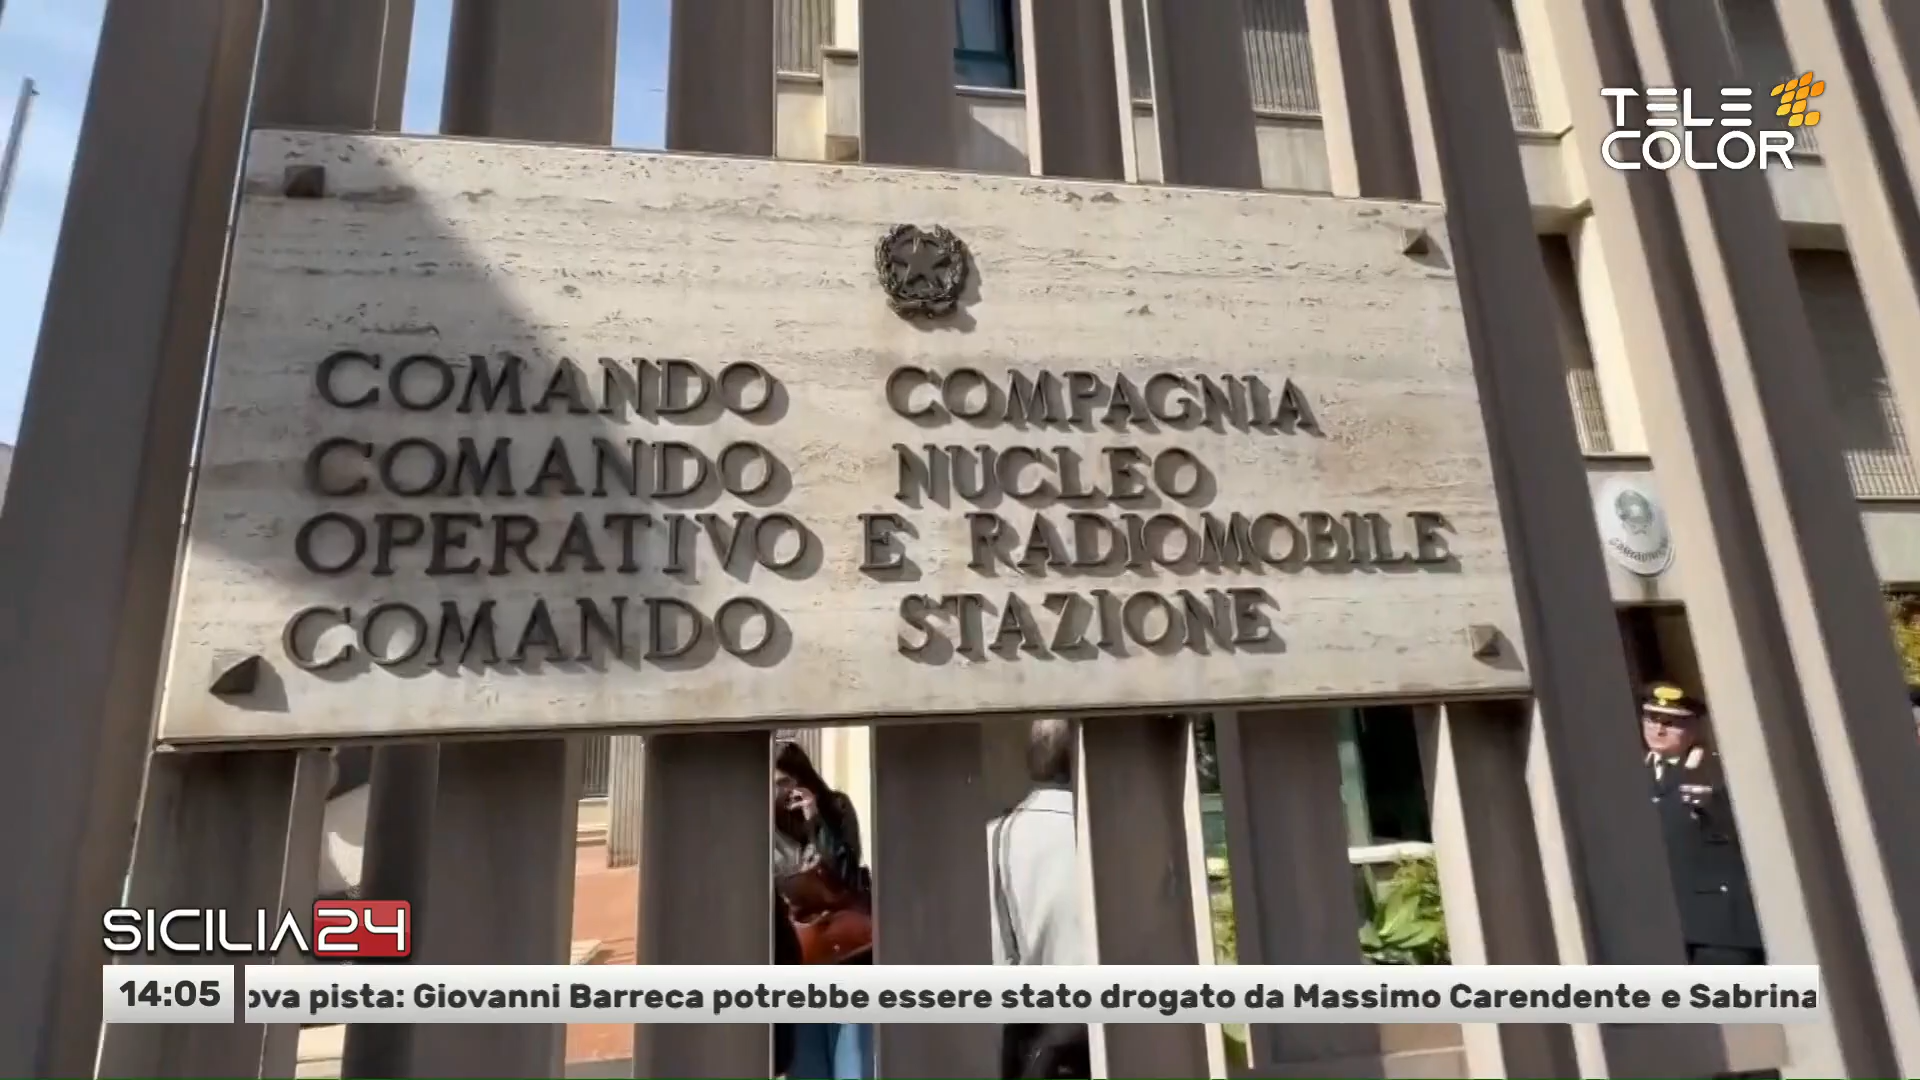 TELE
COLOR
COMANDO COMPAGNIA
COMANDO NUCLEO
OPERATIVO E RADIOMOBILE
COMANDO STAZIONE
SICILIA24
14:05 ova pista: Giovanni Barreca potrebbe essere stato drogato da Massimo Carendente e Sabrina